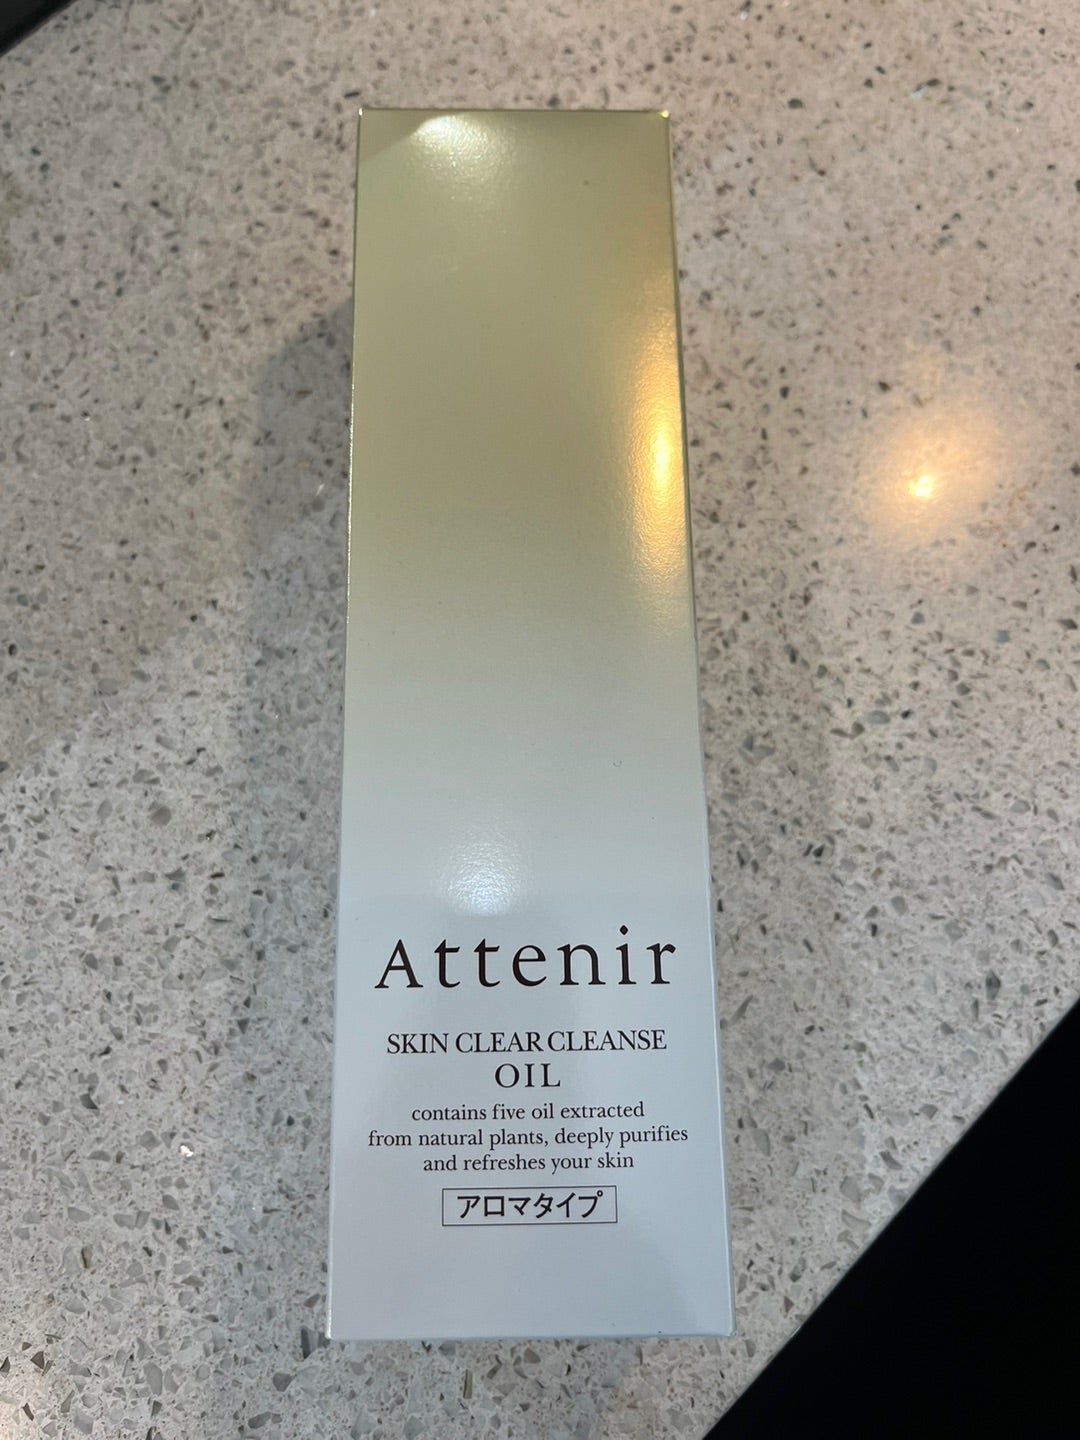 Attenir
SKIN CLEAR CLEANSE
OIL
contains five oil extracted
from natural plants, deeply purifies
and refreshes your skin
アロマタイプ